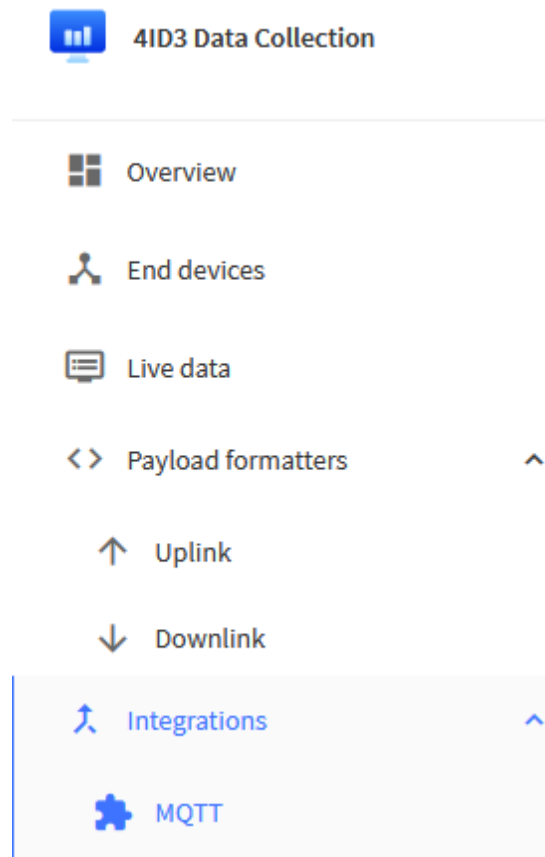 4ID3 Data Collection
Overview
End devices
Live data
Payload formatters
Uplink
Downlink
Integrations
MQTT